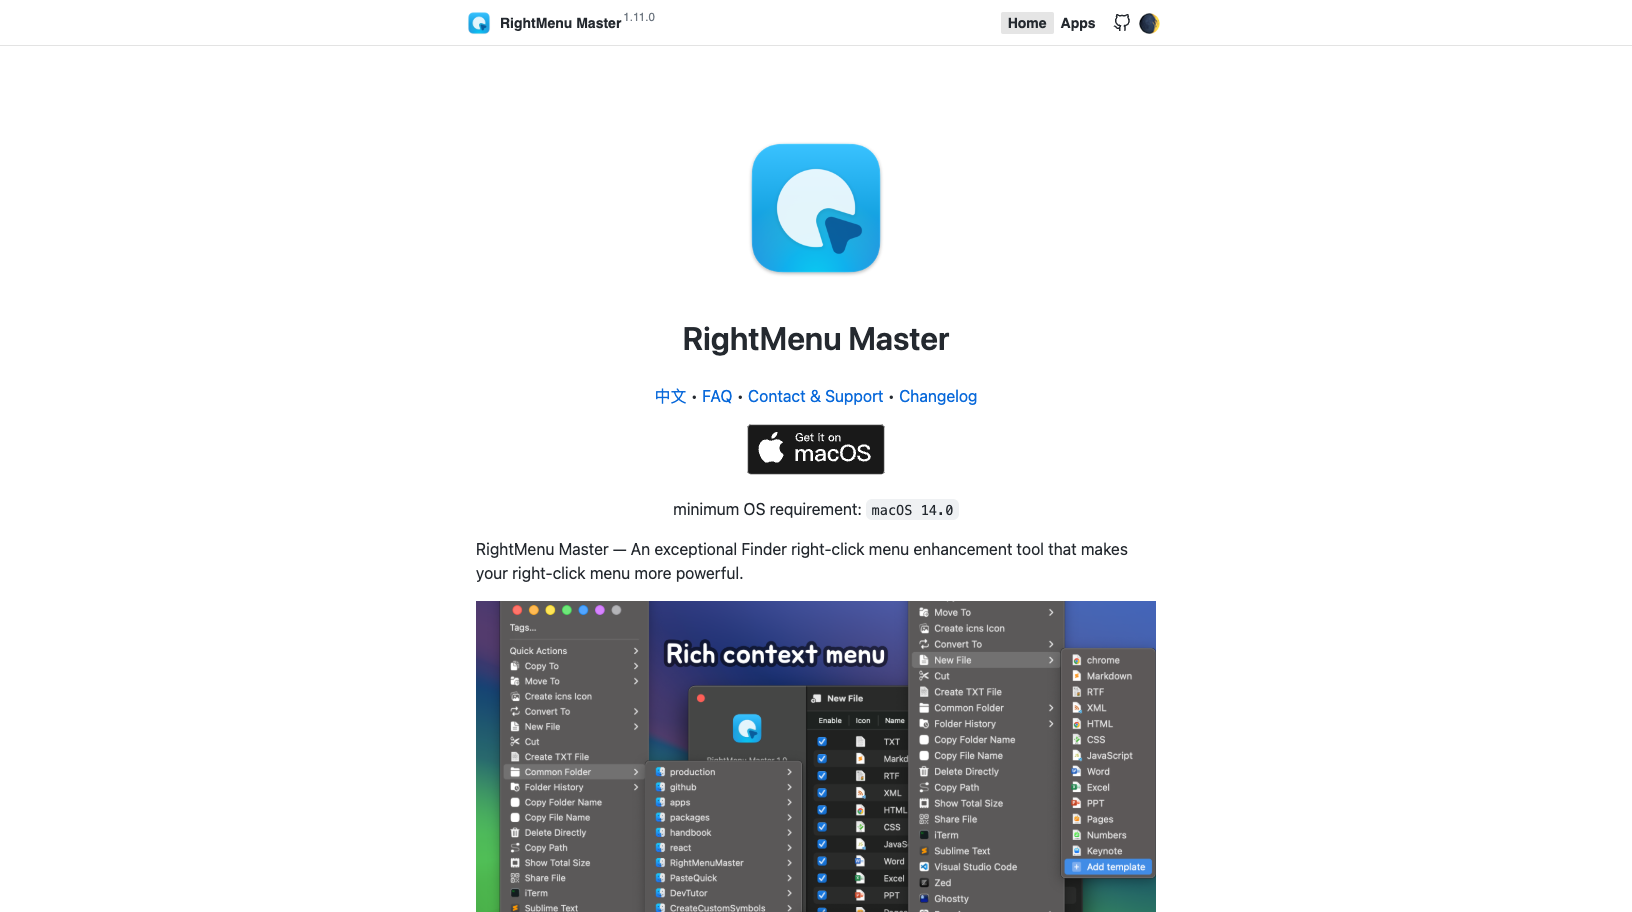 RightMenu Master 1.11.0
Home Apps
RightMenu Master
中文 • FAQ • Contact & Support • Changelog
Get it on
macOS
minimum OS requirement: macOS 14.0
RightMenu Master — An exceptional Finder right-click menu enhancement tool that makes
your right-click menu more powerful.
Tags...
Quick Actions
Copy To
Move To
Create icns Icon
Convert To
New File
Cut
Create TXT File
Common Folder
Folder History
Copy Folder Name
Copy File Name
Delete Directly
Copy Path
Show Total Size
Share File
iTerm
Sublime Text
production
github
apps
packages
handbook
react
RightMenuMaster
PasteQuick
DevTutor
CreateCustomSymbols
Rich context menu
New File
Enable Icon Name
TXT
Markd
RTF
XML
HTML
CSS
JavaS
Word
Excel
PPT
Move To
Create icns Icon
Convert To
New File
Cut
Create TXT File
Common Folder
Folder History
Copy Folder Name
Copy File Name
Delete Directly
Copy Path
Show Total Size
Share File
iTerm
Sublime Text
Visual Studio Code
Zed
Ghostty
chrome
Markdown
RTF
XML
HTML
CSS
JavaScript
Word
Excel
PPT
Pages
Numbers
Keynote
Add template